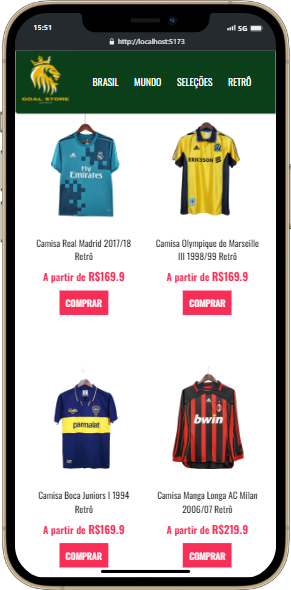 15:51
5G
http://localhost:5173
GOAL STORE
BRASIL MUNDO SELEÇÕES RETRÔ
Fly
Emirates
ERICSSON
Camisa Real Madrid 2017/18
Retrô
Camisa Olympique de Marseille
III 1998/99 Retrô
A partir de R$169.9
A partir de R$169.9
COMPRAR
COMPRAR
parmalat
bwin
Camisa Boca Juniors I 1994
Retrô
Camisa Manga Longa AC Milan
2006/07 Retrô
A partir de R$169.9
A partir de R$219.9
COMPRAR
COMPRAR